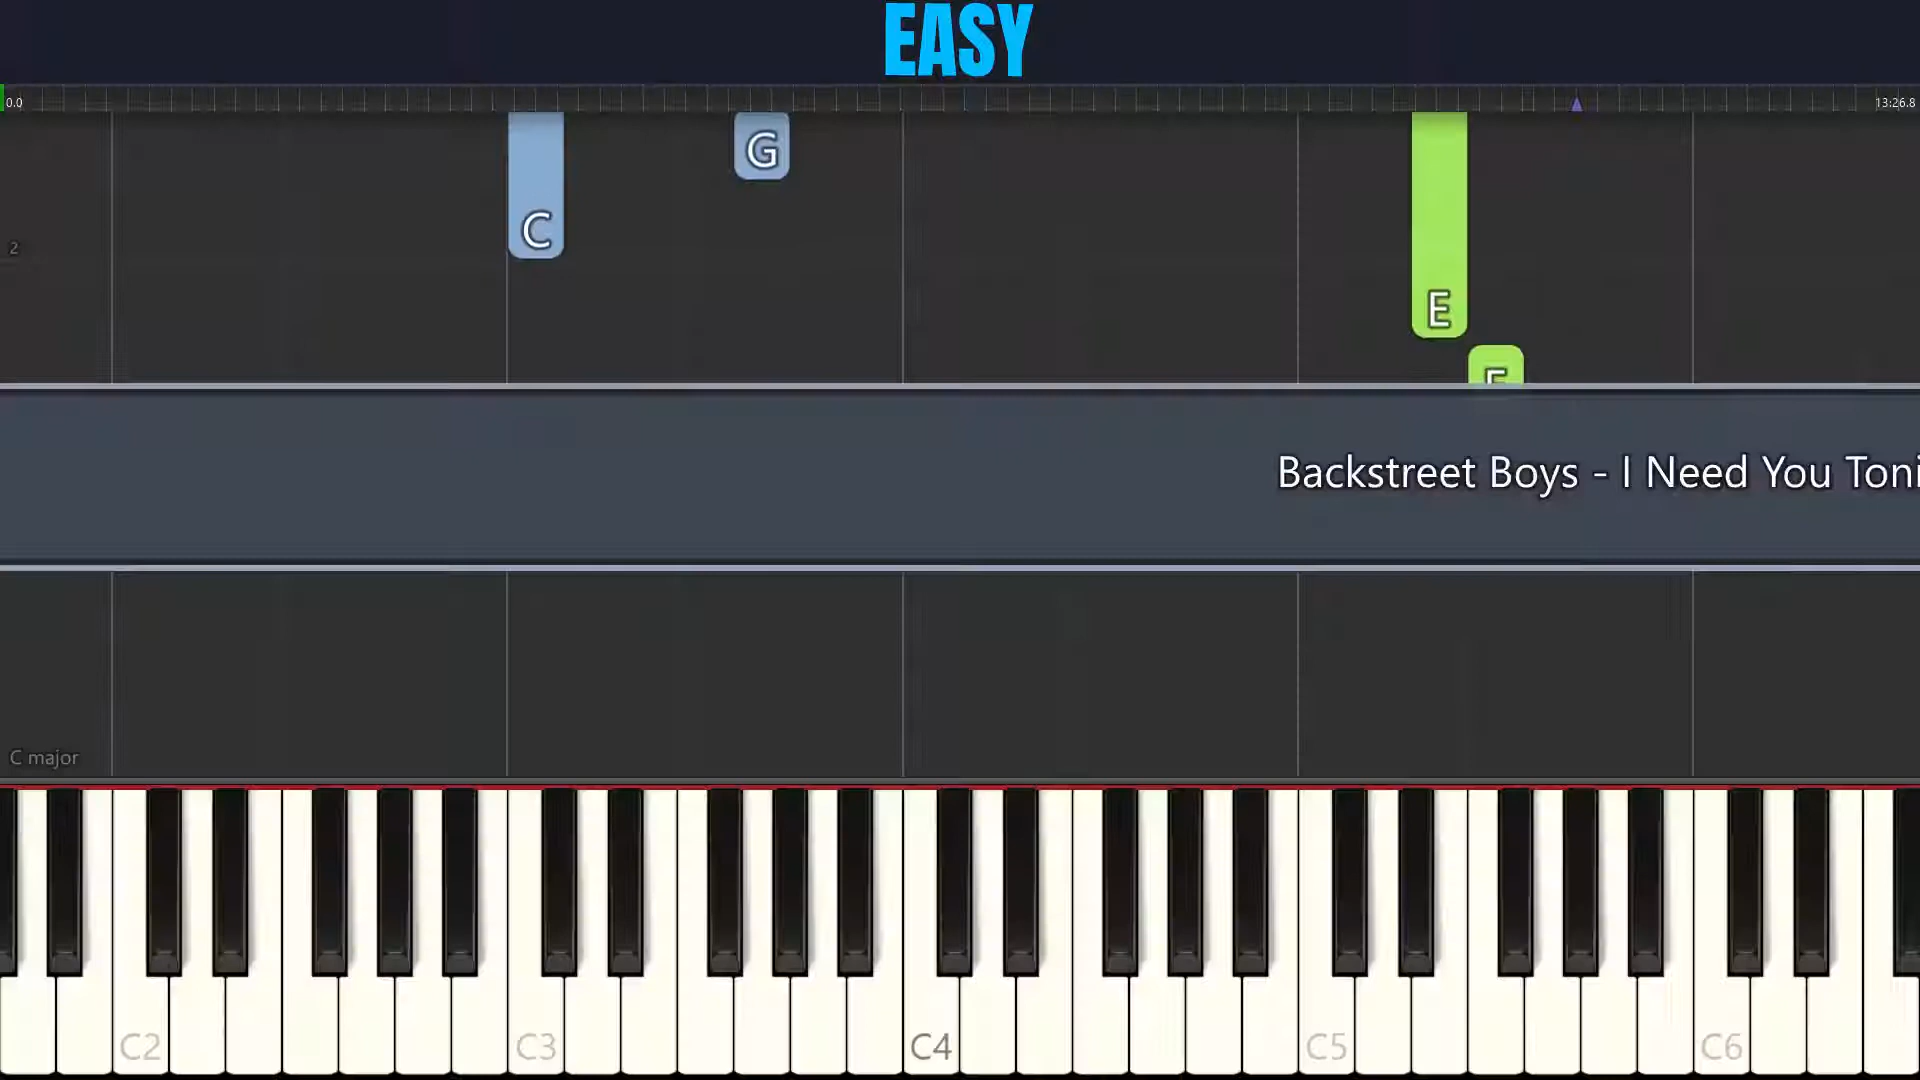 EASY
0.0
13:26.8
G
C
2
E
F
Backstreet Boys - I Need You Toni
C major
C2
C3
C4
C5
C6